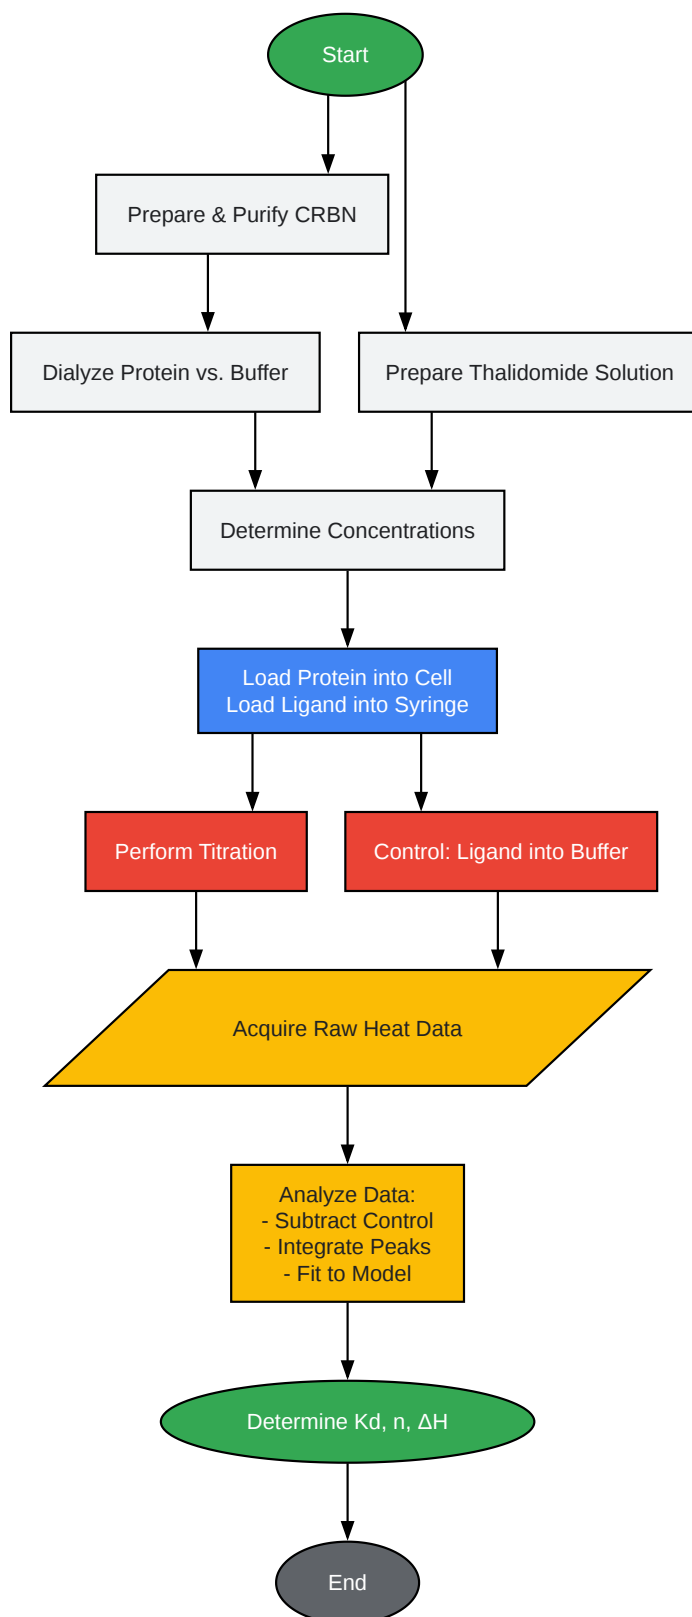 Start
Prepare & Purify CRBN
Dialyze Protein vs. Buffer
Prepare Thalidomide Solution
Determine Concentrations
Load Protein into Cell
Load Ligand into Syringe
Perform Titration
Control: Ligand into Buffer
Acquire Raw Heat Data
Analyze Data:
- Subtract Control
- Integrate Peaks
- Fit to Model
Determine Kd, n, ΔH
End